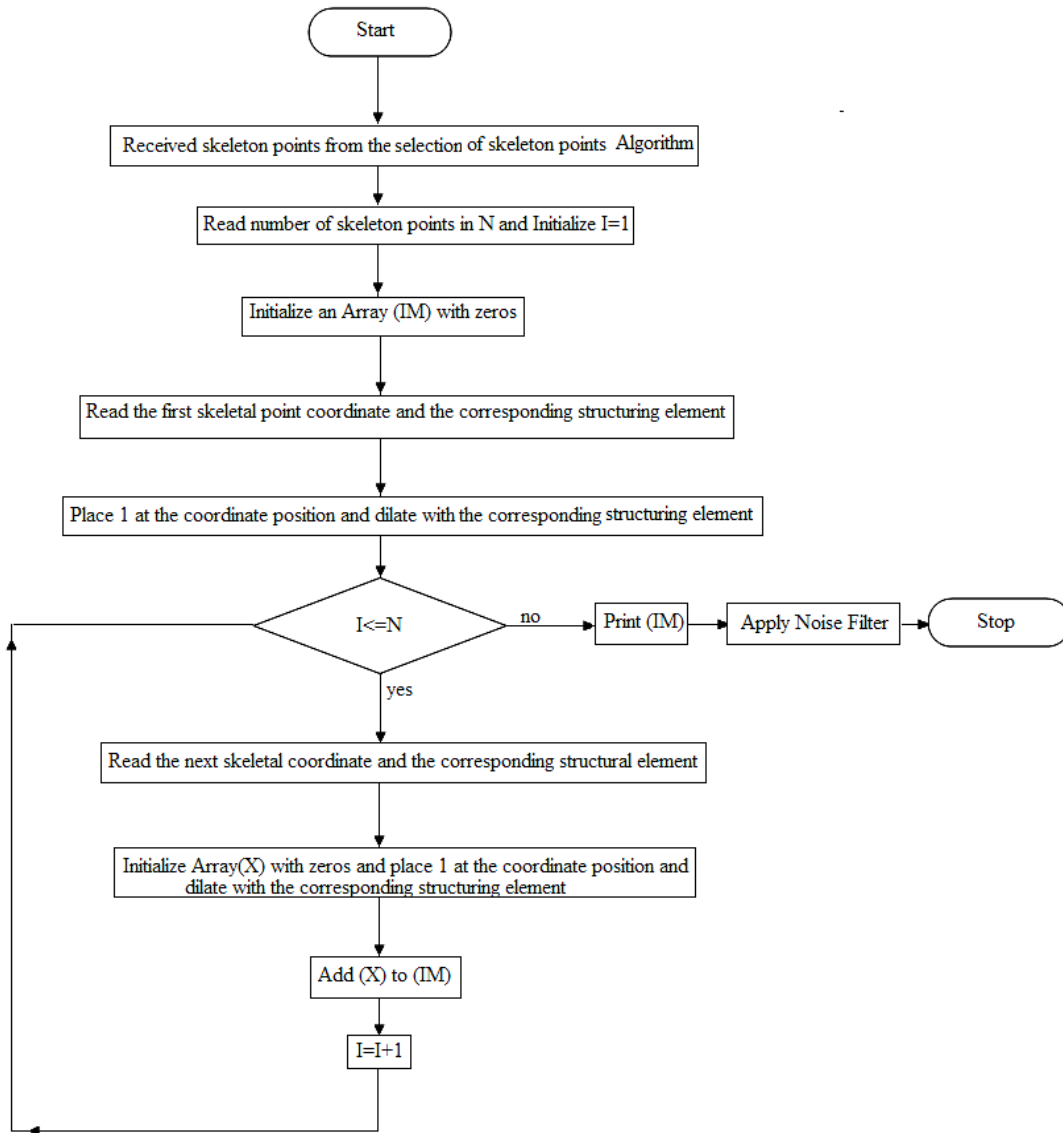 Start
Received skeleton points from the selection of skeleton points Algorithm
Read number of skeleton points in N and Initialize I=1
Initialize an Array (IM) with zeros
Read the first skeletal point coordinate and the corresponding structuring element
Place 1 at the coordinate position and dilate with the corresponding structuring element
I<=N
no
Print (IM)
Apply Noise Filter
Stop
yes
Read the next skeletal coordinate and the corresponding structural element
Initialize Array(X) with zeros and place 1 at the coordinate position and
dilate with the corresponding structuring element
Add (X) to (IM)
I=I+1